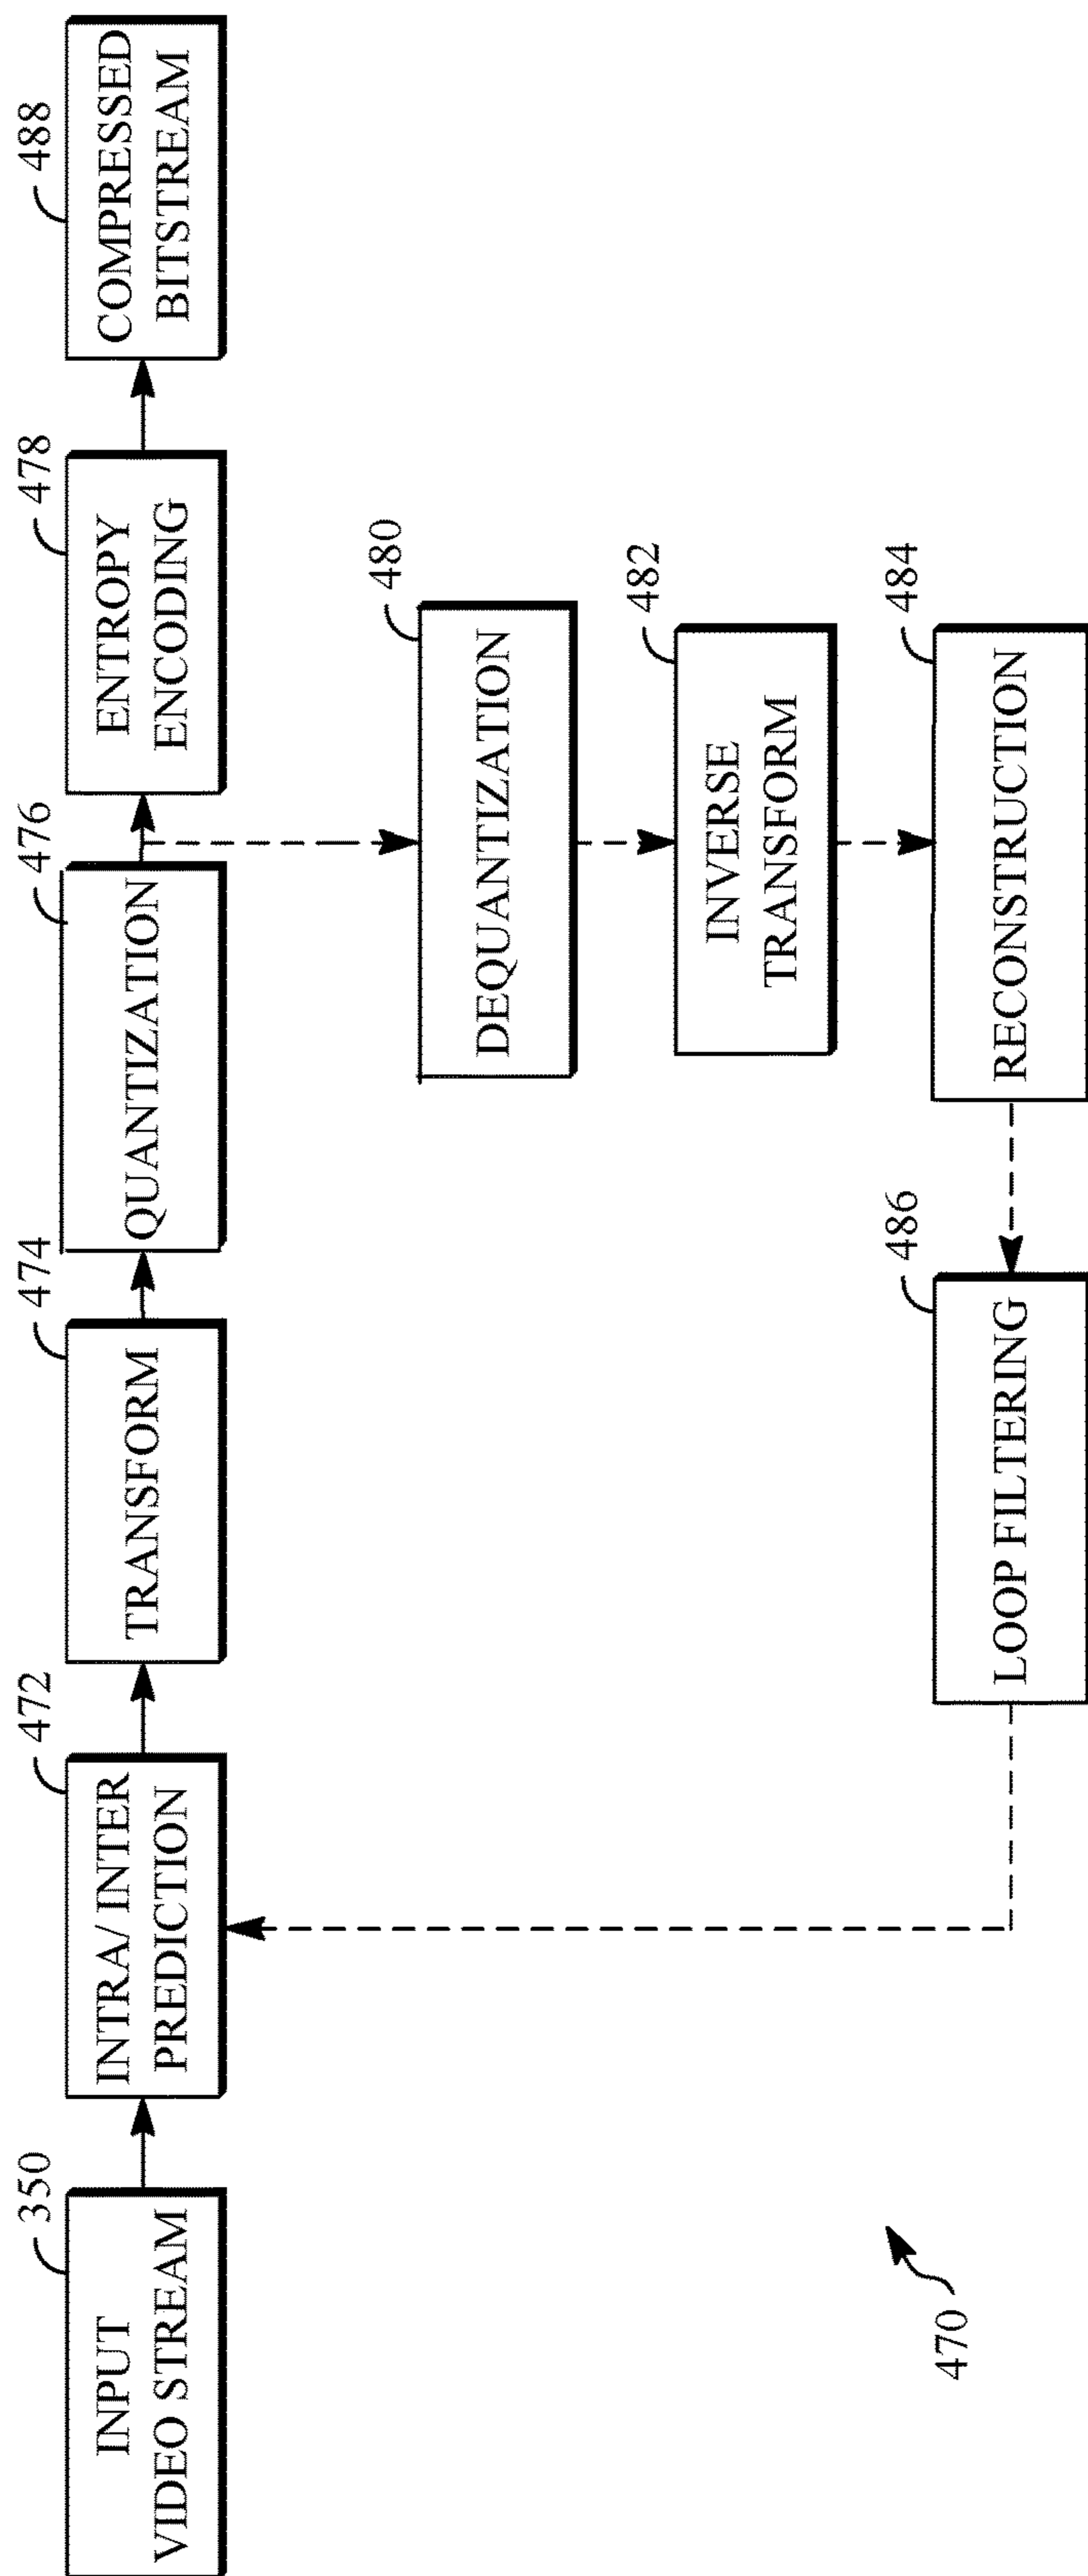 350
INPUT
VIDEO STREAM
472
INTRA/ INTER
PREDICTION
474
TRANSFORM
476
QUANTIZATION
478
ENTROPY
ENCODING
488
COMPRESSED
BITSTREAM
480
DEQUANTIZATION
482
INVERSE
TRANSFORM
484
RECONSTRUCTION
486
LOOP FILTERING
470